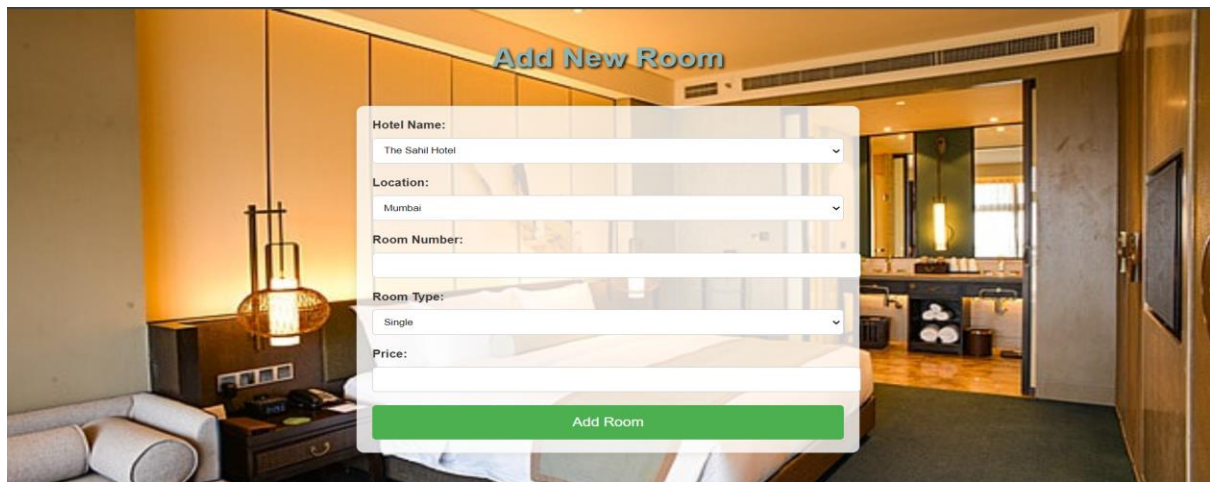 Add New Room
Hotel Name:
The Sahil Hotel
Location:
Mumbai
Room Number:
Room Type:
Single
Price:
Add Room